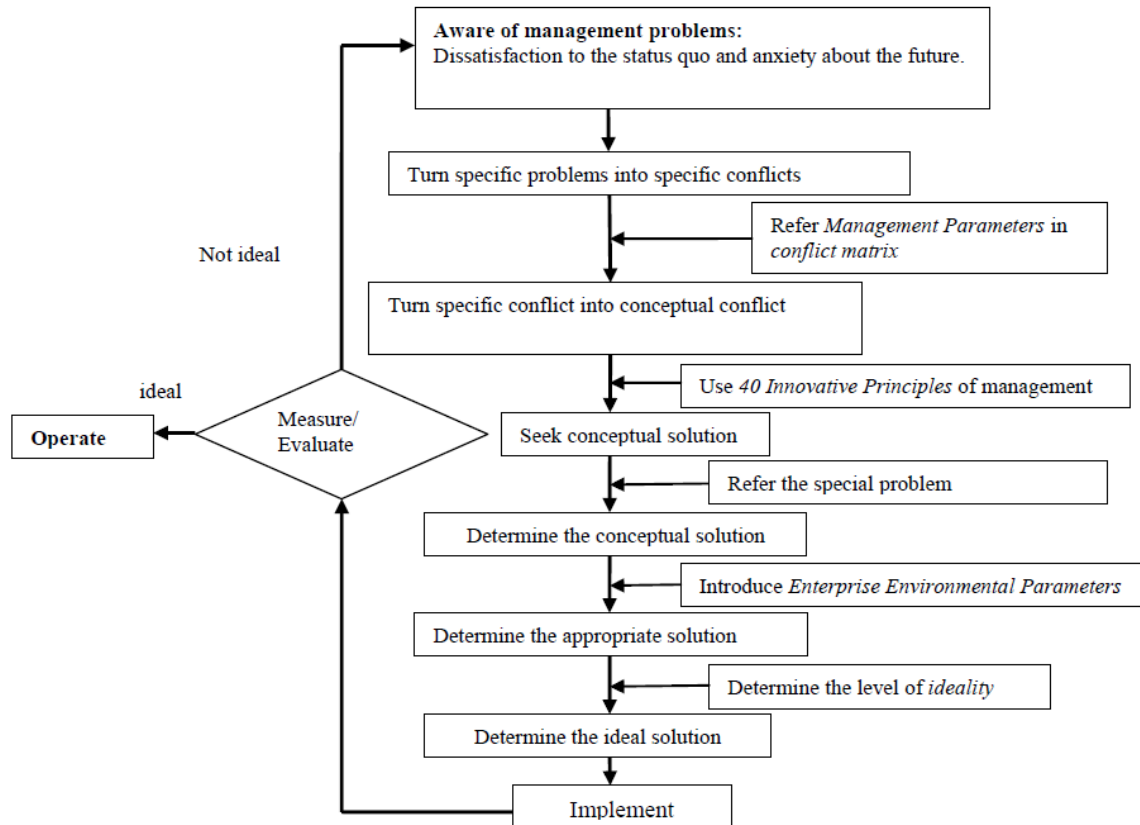 Aware of management problems:
Dissatisfaction to the status quo and anxiety about the future.
Turn specific problems into specific conflicts
Refer Management Parameters in
conflict matrix
Not ideal
Turn specific conflict into conceptual conflict
Use 40 Innovative Principles of management
ideal
Measure/
Evaluate
Operate
Seek conceptual solution
Refer the special problem
Determine the conceptual solution
Introduce Enterprise Environmental Parameters
Determine the appropriate solution
Determine the level of ideality
Determine the ideal solution
Implement